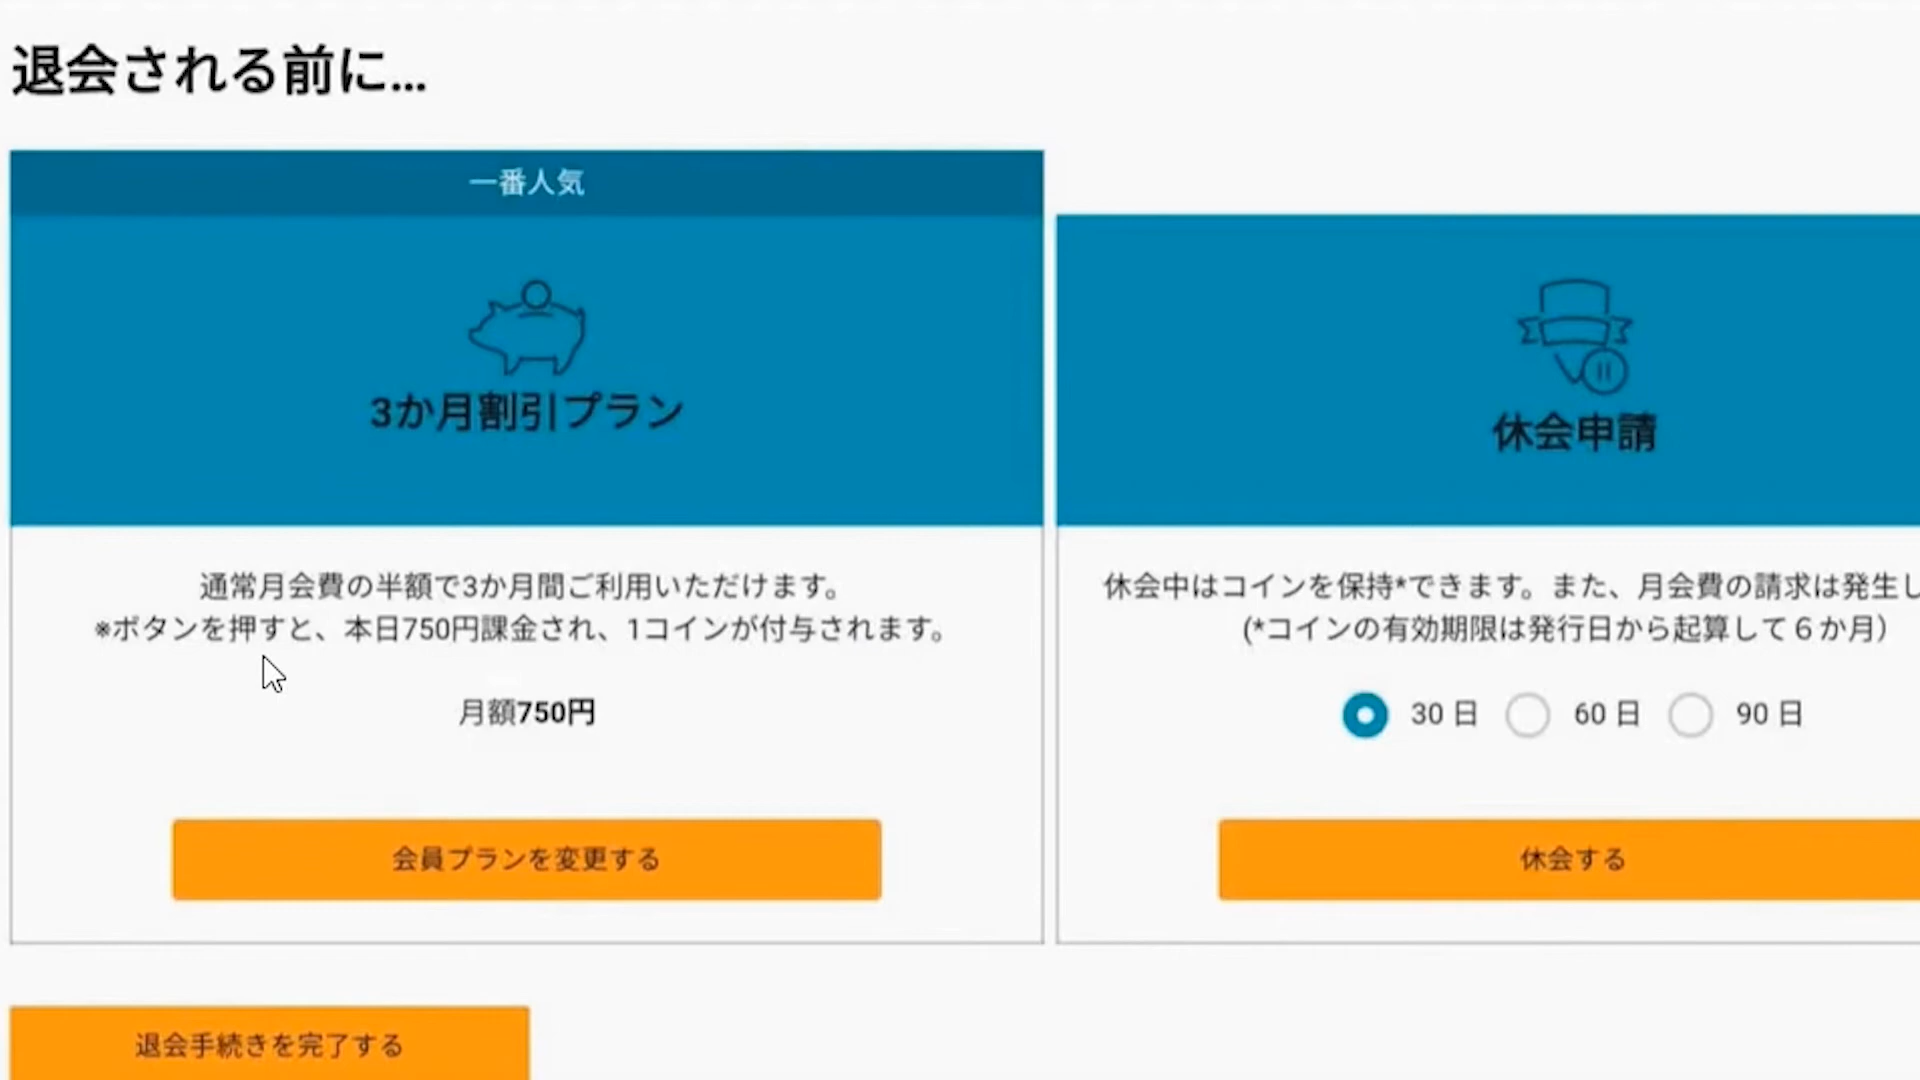 退会される前に...
一番人気
3か月割引プラン
通常月会費の半額で3か月間ご利用いただけます。
※ボタンを押すと、本日750円課金され、1コインが付与されます。
月額750円
会員プランを変更する
休会申請
休会中はコインを保持*できます。また、月会費の請求は発生し
(*コインの有効期限は発行日から起算して６か月）
30 日 60 日 90 日
休会する
退会手続きを完了する